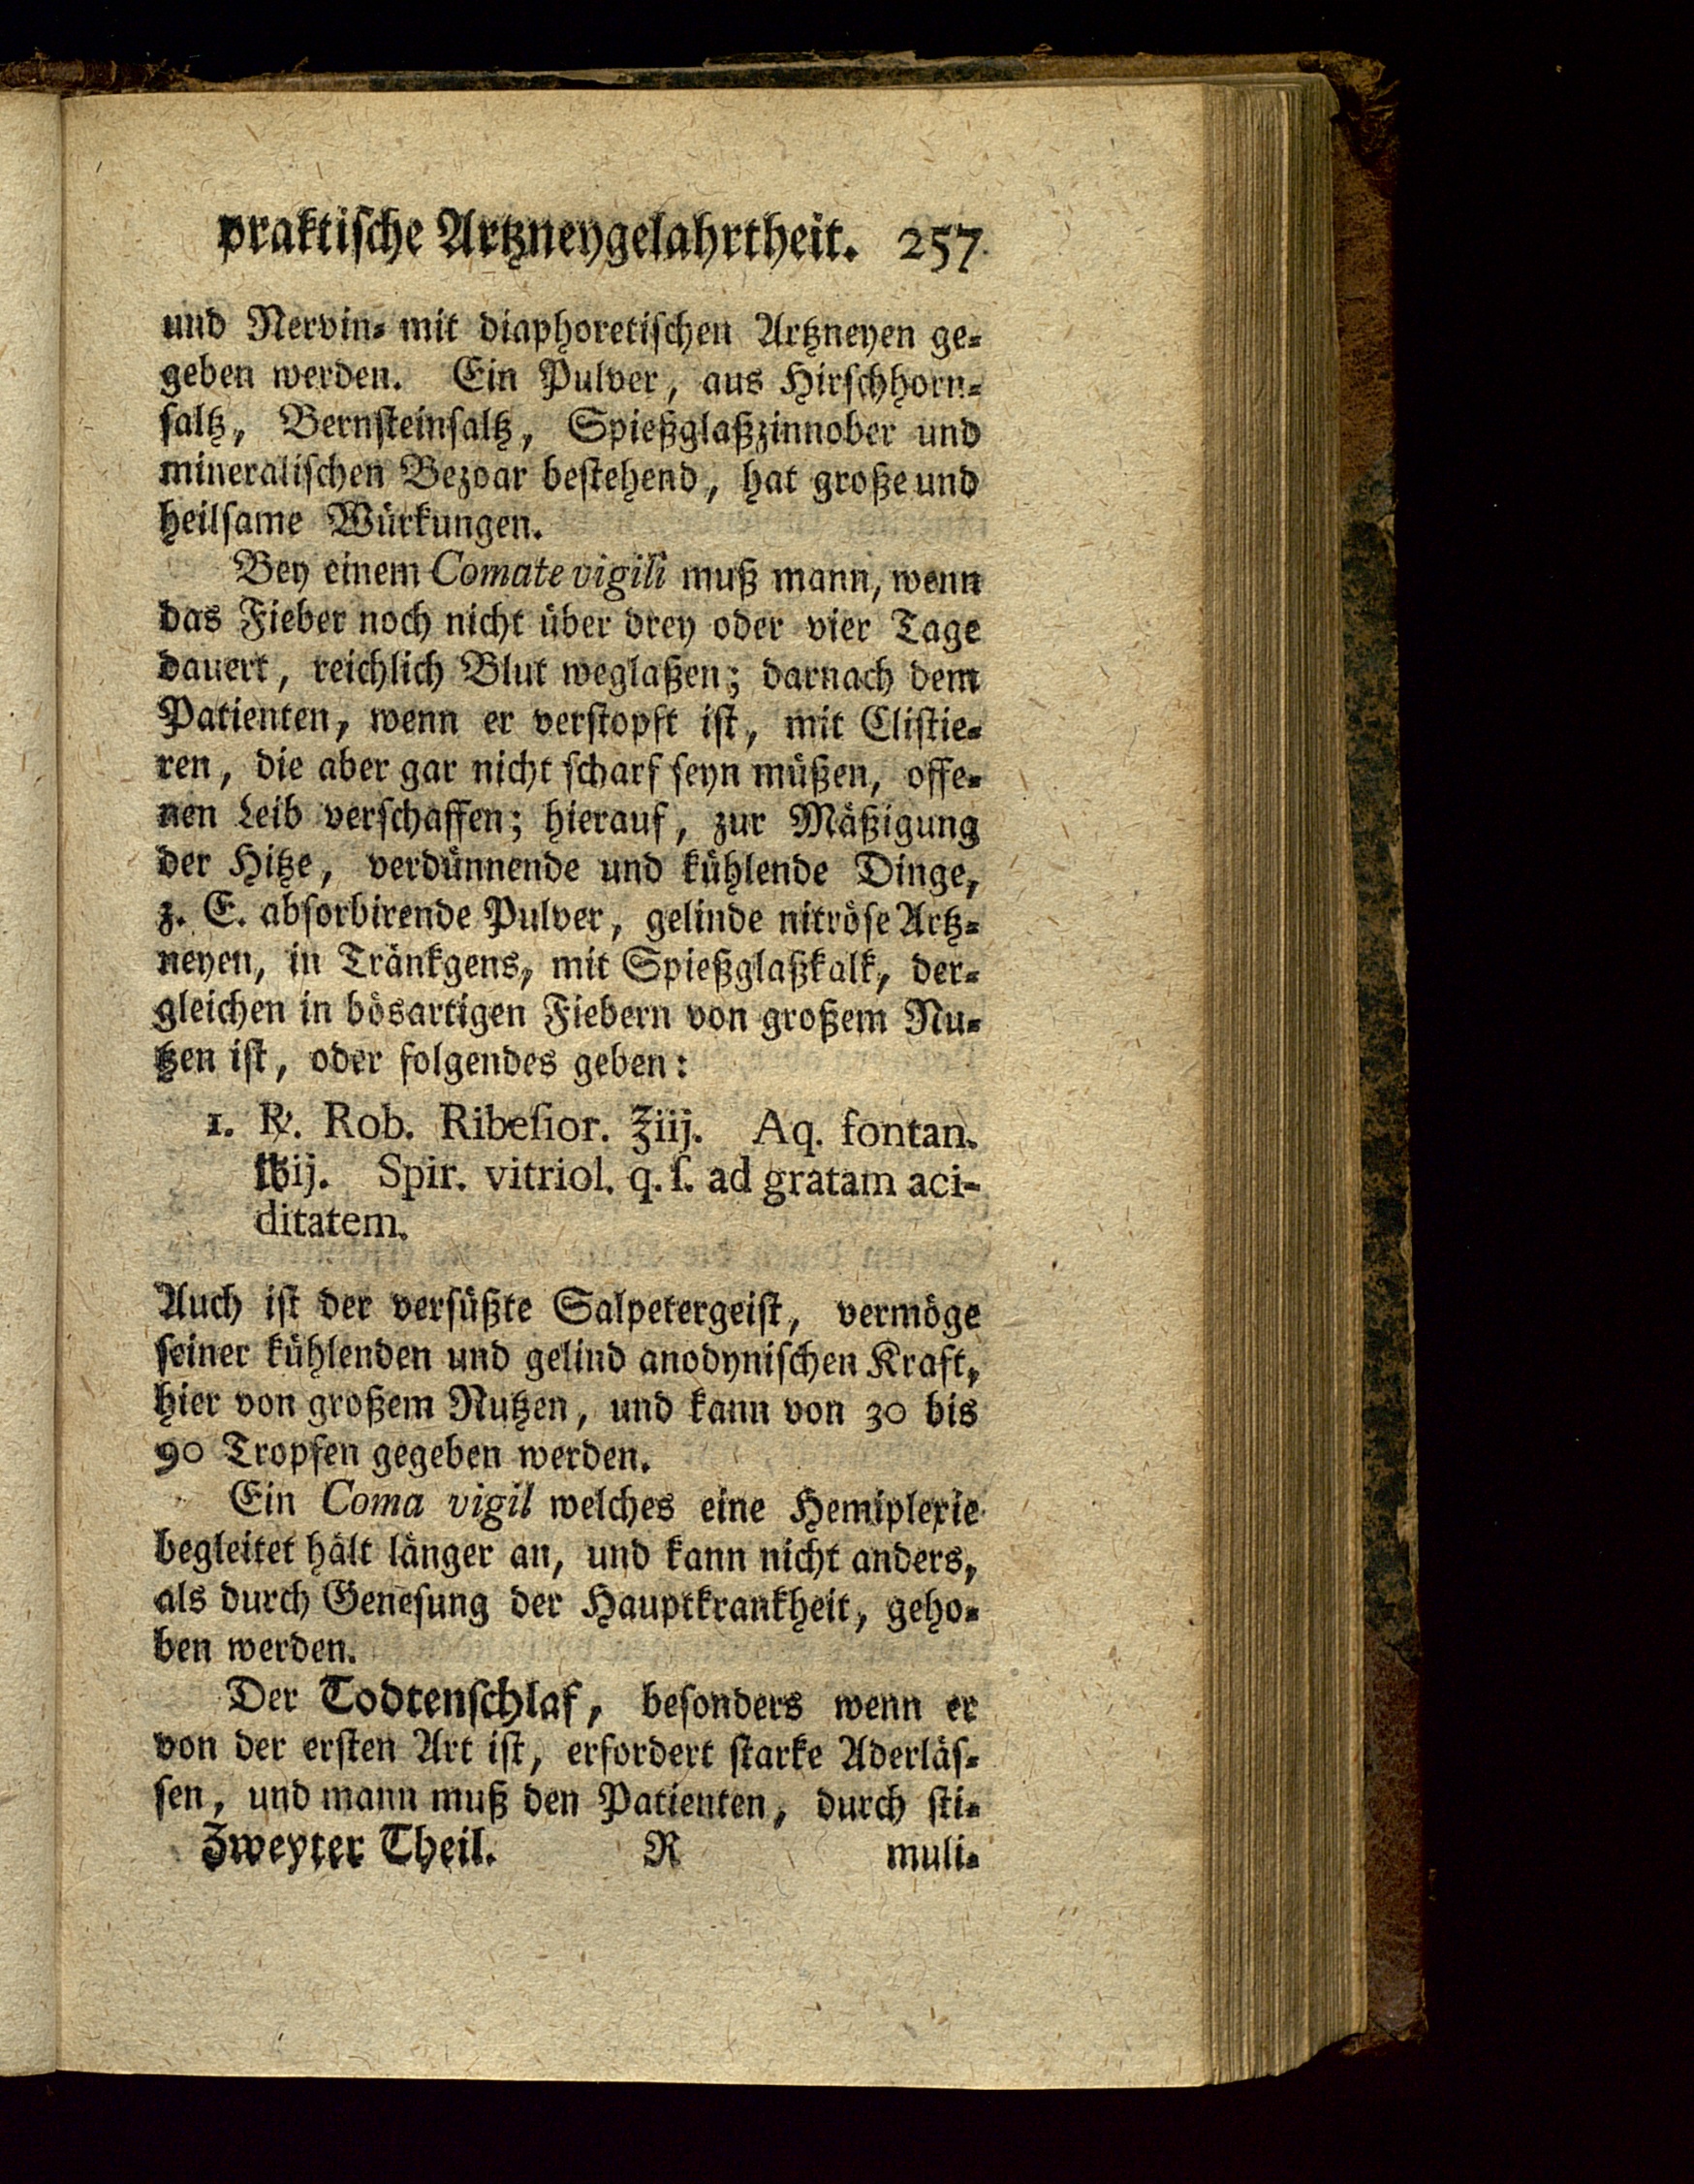 praktische Artzneygelahrtheit. 257
und Nervin- mit diaphoretischen Artzneyen ge-
geben werden. Ein Pulver, aus Hirschhorn-
saltz, Bernsteinsaltz, Spießglaßzinnober und
mineralischen Bezoar bestehend, hat große und
heilsame Würkungen.
Bey einem Comate vigili muß mann, wenn
das Fieber noch nicht über drey oder vier Tage
dauert, reichlich Blut weglaßen; darnach dem
Patienten, wenn er verstopft ist, mit Clistie-
ren, die aber gar nicht scharf seyn müßen, offe-
nen Leib verschaffen; hierauf, zur Mäßigung
der Hitze, verdünnende und kühlende Dinge,
z. E. absorbirende Pulver, gelinde nitröse Artz-
neyen, in Tränkgens, mit Spießglaßkalk, der-
gleichen in bösartigen Fiebern von großem Nu-
tzen ist, oder folgendes geben:
1. ℞. Rob. Ribeſior. ℥iij. Aq. fontan.
℔ij. Spir. vitriol. q. ſ. ad gratam aci-
ditatem.
Auch ist der versüßte Salpetergeist, vermöge
seiner kühlenden und gelind anodynischen Kraft,
hier von großem Nutzen, und kann von 30 bis
90 Tropfen gegeben werden.
Ein Coma vigil welches eine Hemiplexie
begleitet hält länger an, und kann nicht anders,
als durch Genesung der Hauptkrankheit, geho-
ben werden.
Der Todtenschlaf, besonders wenn er
von der ersten Art ist, erfordert starke Aderläs-
sen, und mann muß den Patienten, durch sti-
Zweyter Theil. R muli-